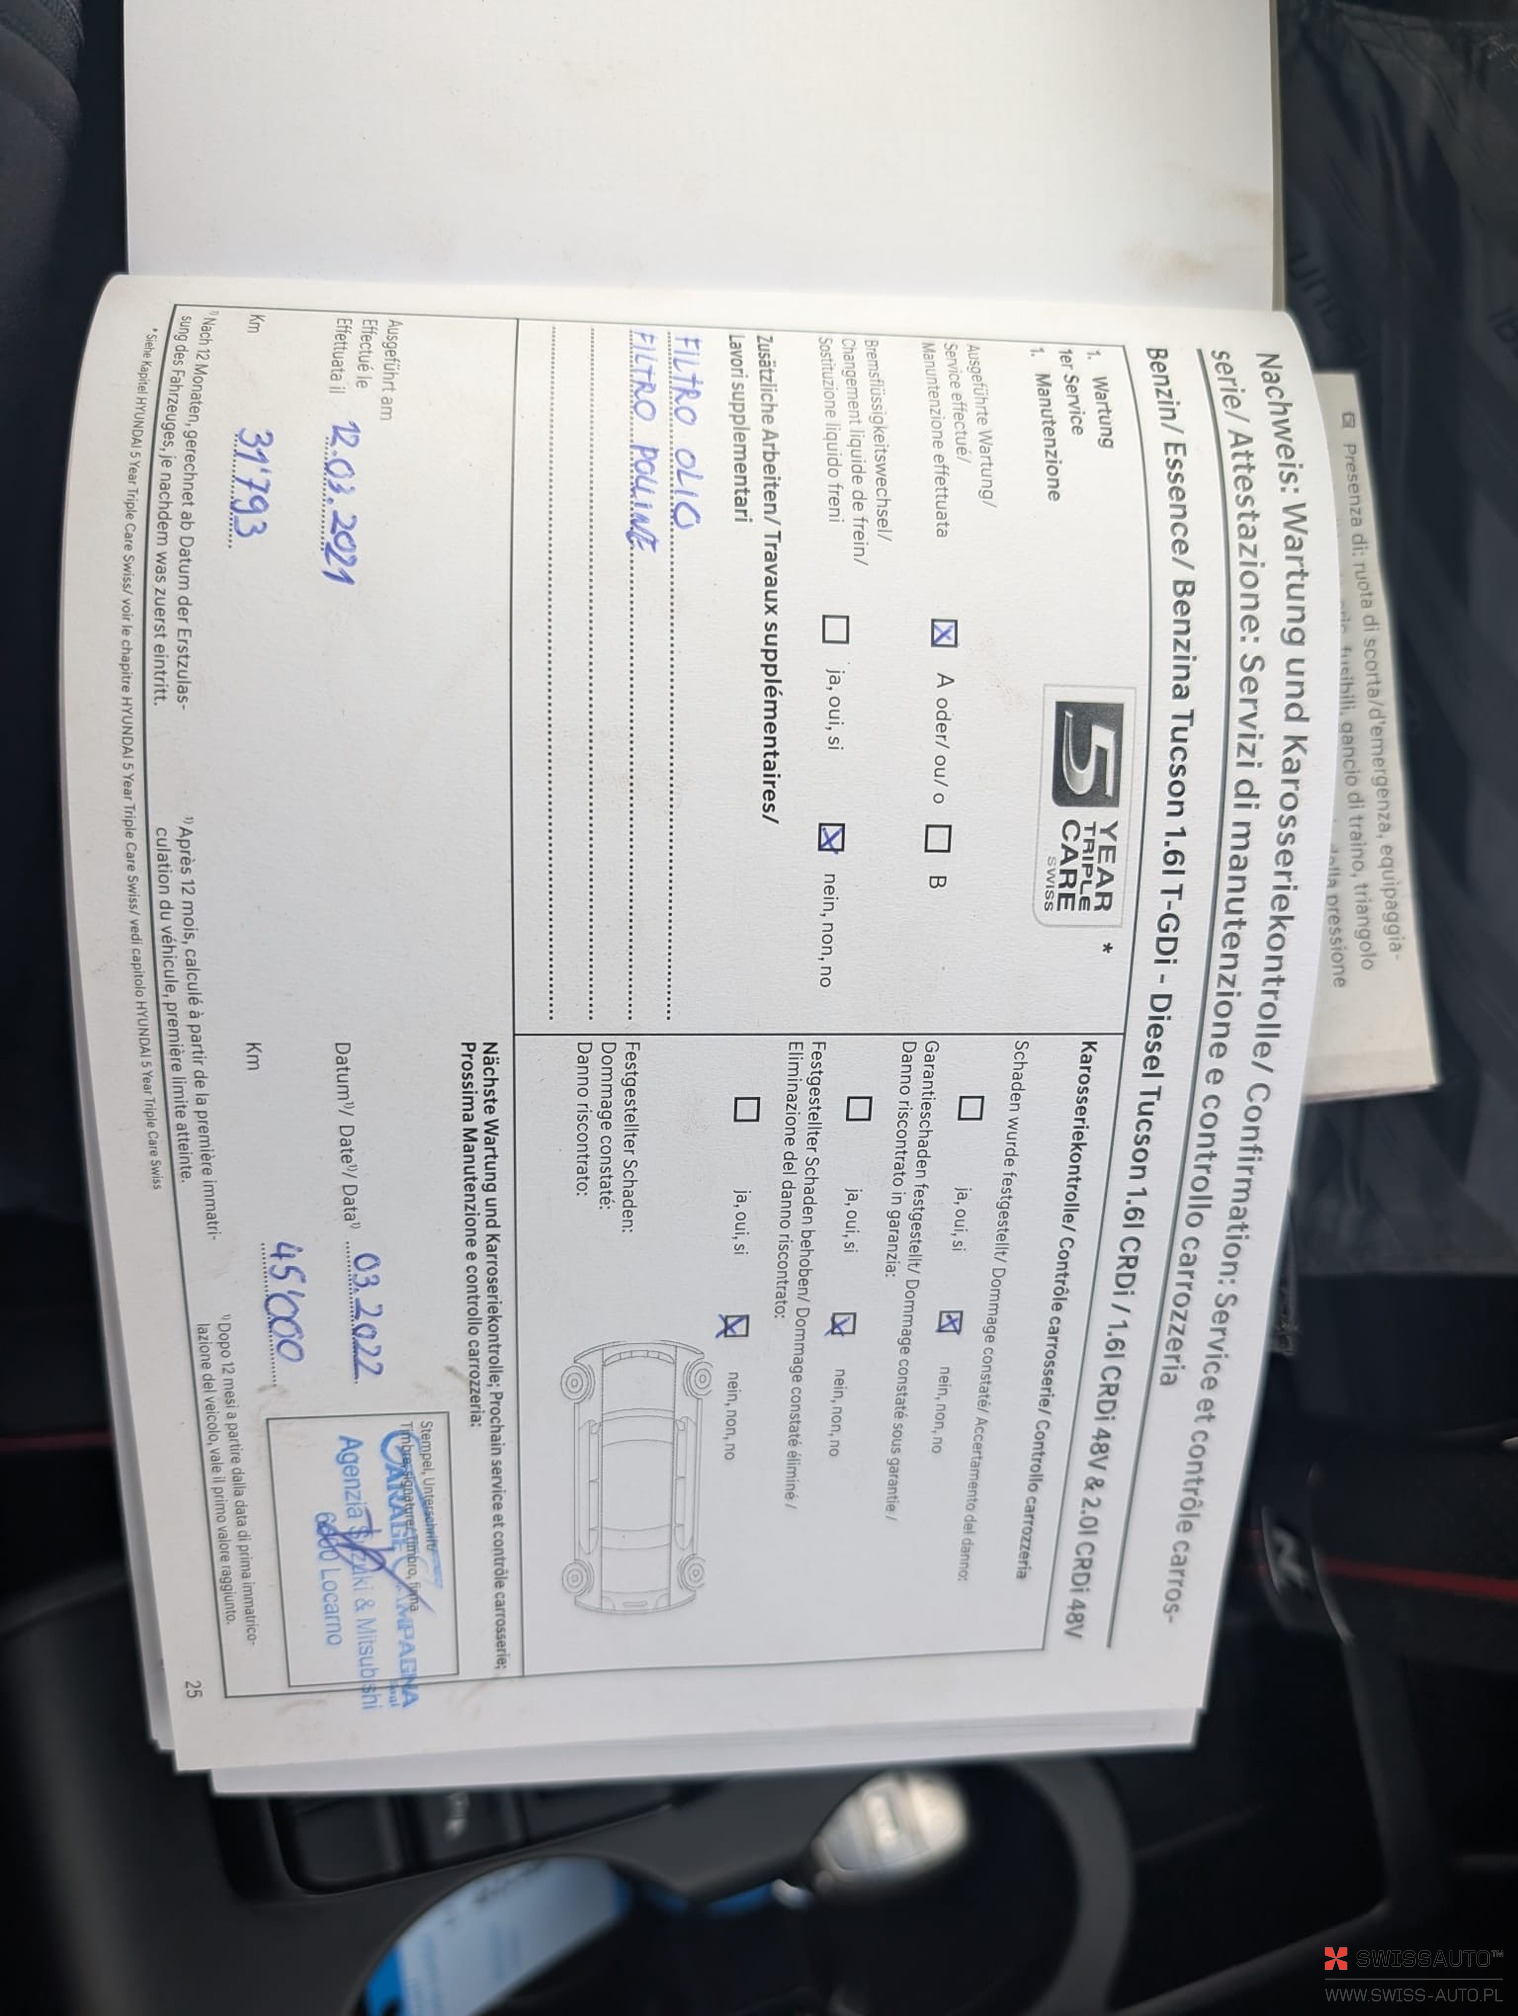 Presenza di: ruota di scorta/d'emergenza, equipaggia-
fusibili, gancio di traino, triangolo
della pressione
Nachweis: Wartung und Karosseriekontrolle/ Confirmation: Service et contrôle carros-
serie/ Attestazione: Servizi di manutenzione e controllo carrozzeria
Benzin/ Essence/ Benzina Tucson 1.6l T-GDi - Diesel Tucson 1.6l CRDi / 1.6l CRDi 48V & 2.0l CRDi 48V
1. Wartung
1er Service
1. Manutenzione
5 YEAR
TRIPLE
CARE
SWISS
*
Ausgeführte Wartung/
Service effectué/
Manuntenzione effettuata
A oder/ ou/ o
B
Bremsflüssigkeitswechsel/
Changement liquide de frein/
Sostituzione liquido freni
ja, oui, si
nein, non, no
Zusätzliche Arbeiten/ Travaux supplémentaires/
Lavori supplementari
FILTRO OLIO
FILTRO POLLINE
Karosseriekontrolle/ Contrôle carrosserie/ Controllo carrozzeria
Schaden wurde festgestellt/ Dommage constaté/ Accertamento del danno:
ja, oui, si
nein, non, no
Garantieschaden festgestellt/ Dommage constaté sous garantie/
Danno riscontrato in garanzia:
ja, oui, si
nein, non, no
Festgestellter Schaden behoben/ Dommage constaté éliminé /
Eliminazione del danno riscontrato:
ja, oui, si
nein, non, no
Festgestellter Schaden:
Dommage constaté:
Danno riscontrato:
Ausgeführt am
Effectué le
Effettuata il
12.03.2021
Km
31'793
Nächste Wartung und Karroseriekontrolle; Prochain service et contrôle carrosserie;
Prossima Manutenzione e controllo carrozzeria:
Datum¹⁾/ Date¹⁾/ Data¹⁾
03.2022
Km
45'000
Stempel, Unterschrift/
Timbre, signature/ Timbro, firma
GARAGE CAMPAGNA
Sagl
Agenzia Suzuki & Mitsubishi
6600 Locarno
¹⁾ Nach 12 Monaten, gerechnet ab Datum der Erstzulas-
sung des Fahrzeuges, je nachdem was zuerst eintritt.
¹⁾ Après 12 mois, calculé à partir de la première immatri-
culation du véhicule, première limite atteinte.
¹⁾ Dopo 12 mesi a partire dalla data di prima immatrico-
lazione del veicolo, vale il primo valore raggiunto.
* Siehe Kapitel HYUNDAI 5 Year Triple Care Swiss/ voir le chapitre HYUNDAI 5 Year Triple Care Swiss/ vedi capitolo HYUNDAI 5 Year Triple Care Swiss
25
SWISSAUTO™
WWW.SWISS-AUTO.PL